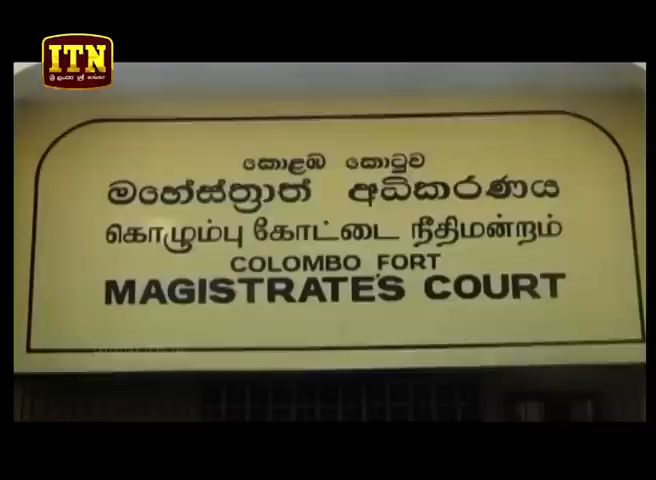 ITN
කොළඹ කොටුව
මහේස්ත්‍රාත් අධිකරණය
கொழும்பு கோட்டை நீதிமன்றம்
COLOMBO FORT
MAGISTRATE'S COURT